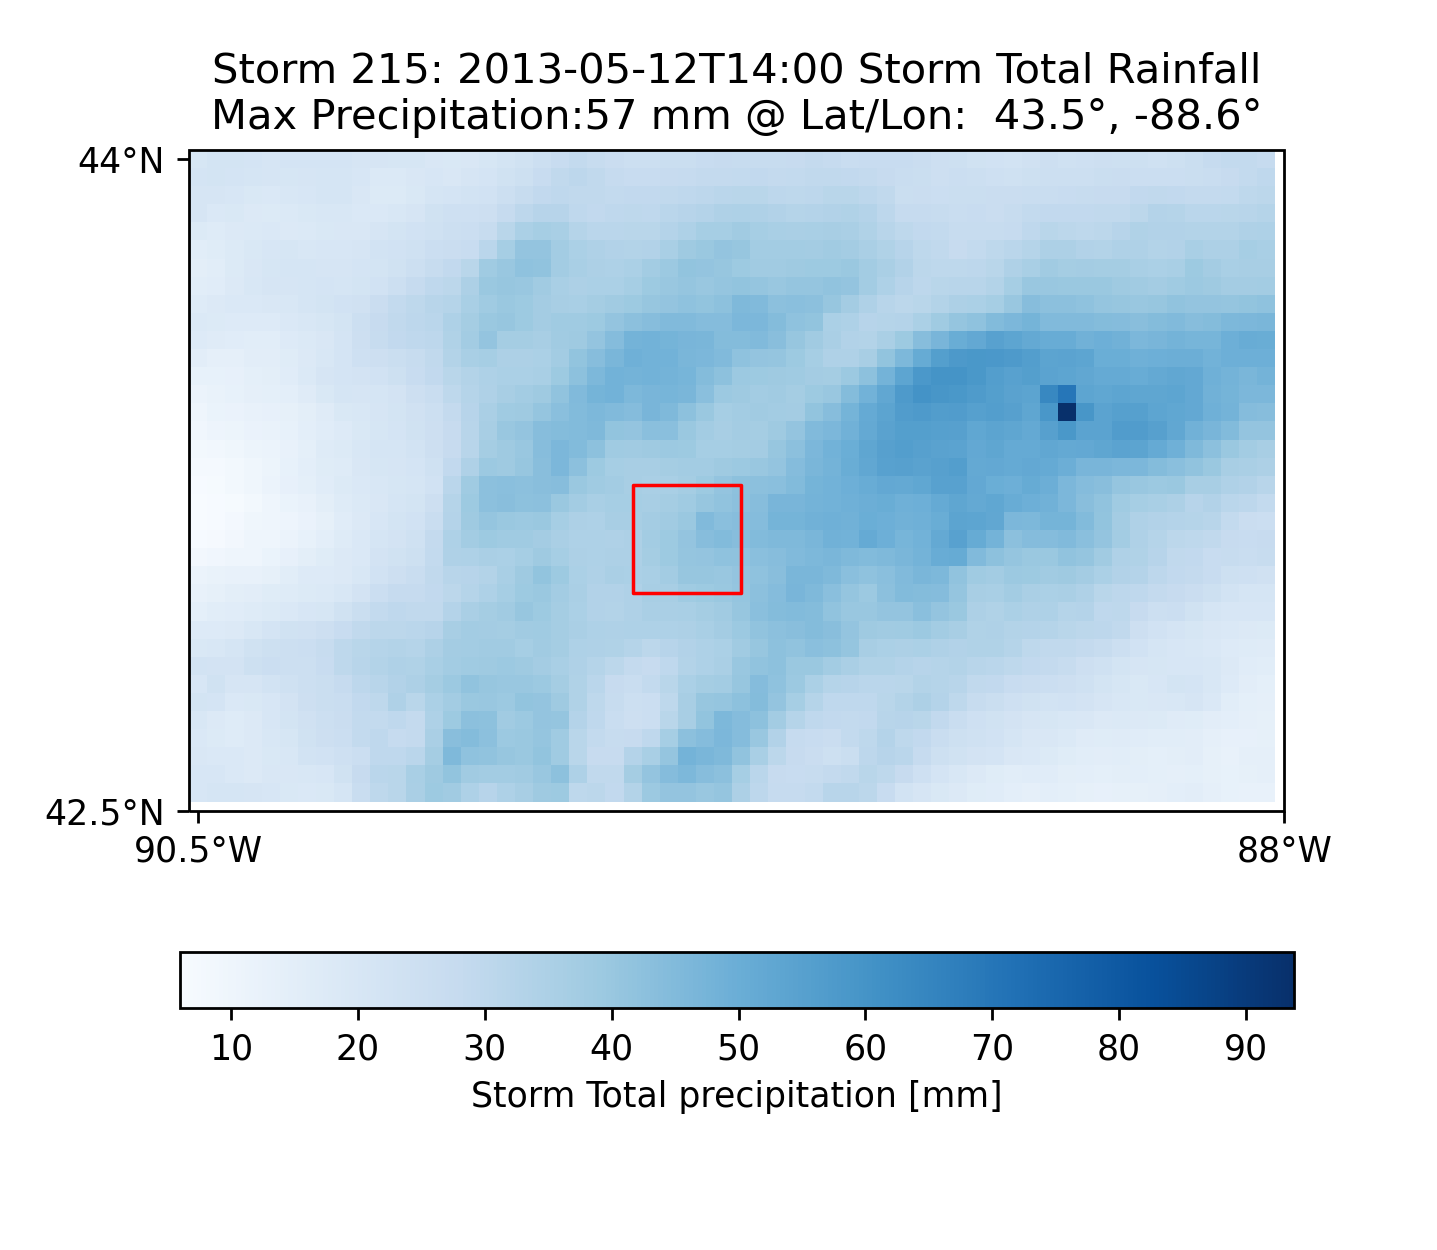 Storm 215: 2013-05-12T14:00 Storm Total Rainfall
Max Precipitation:57 mm @ Lat/Lon:  43.5°, -88.6°
44°N
42.5°N
90.5°W 88°W
10 20 30 40 50 60 70 80 90
Storm Total precipitation [mm]